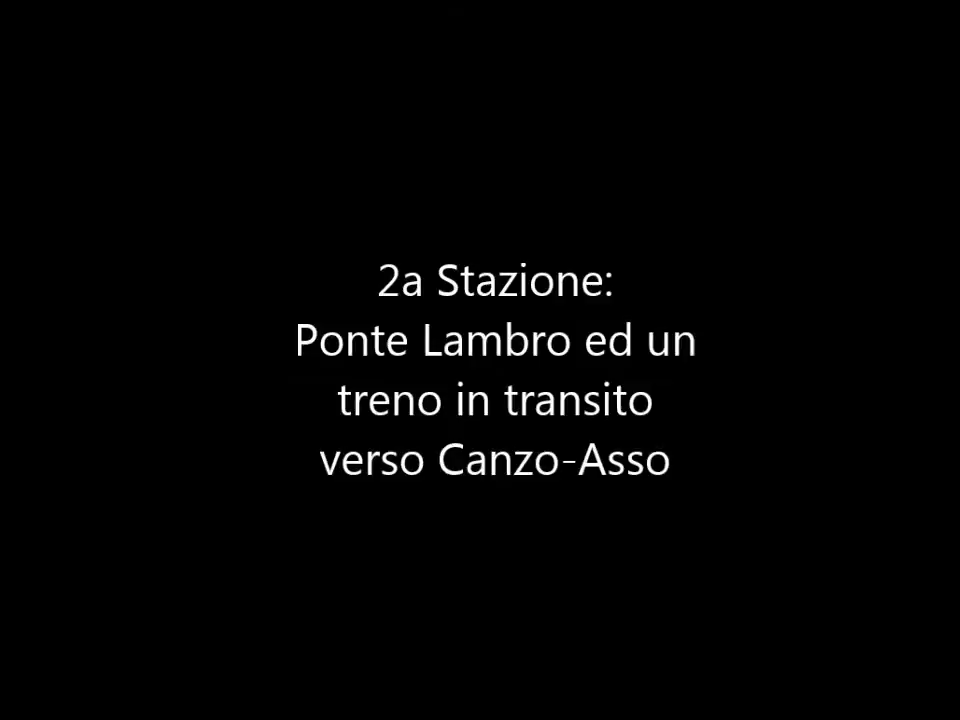 2a Stazione:
Ponte Lambro ed un
treno in transito
verso Canzo-Asso